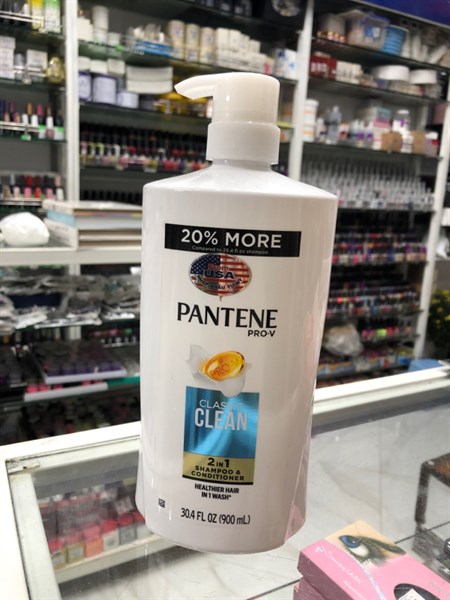 20% MORE
Compared to 25.4 fl oz shampoo
USA
PANTENE
PRO-V
CLASSIC
CLEAN
2 IN 1
SHAMPOO &
CONDITIONER
HEALTHIER HAIR
IN 1 WASH*
30.4 FL OZ (900 mL)